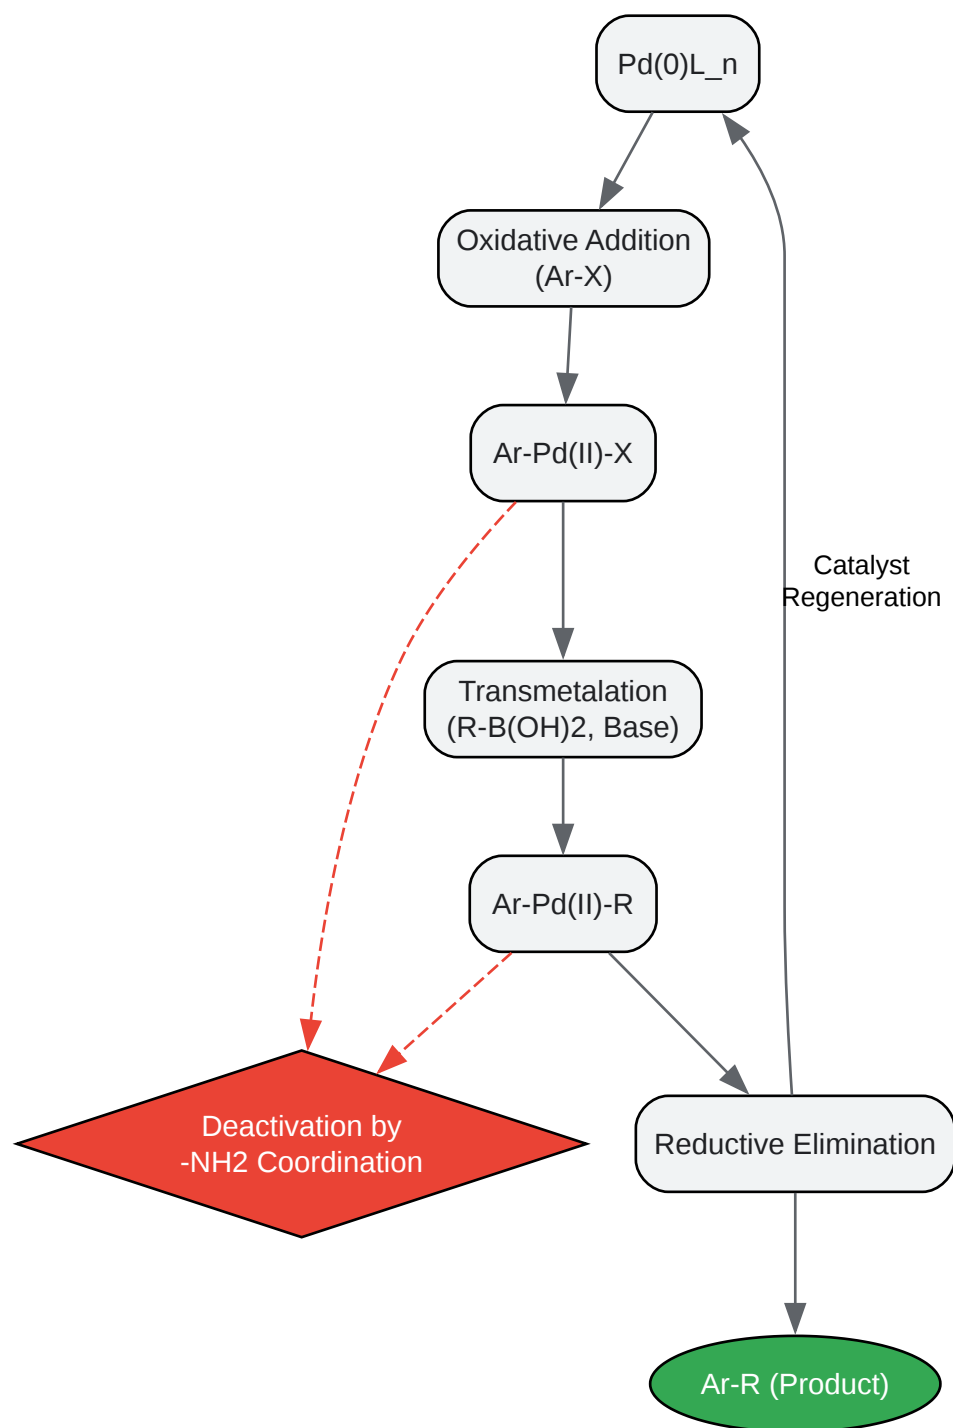 Pd(0)L_n
Oxidative Addition
(Ar-X)
Ar-Pd(II)-X
Catalyst
Regeneration
Transmetalation
(R-B(OH)2, Base)
Ar-Pd(II)-R
Deactivation by
-NH2 Coordination
Reductive Elimination
Ar-R (Product)